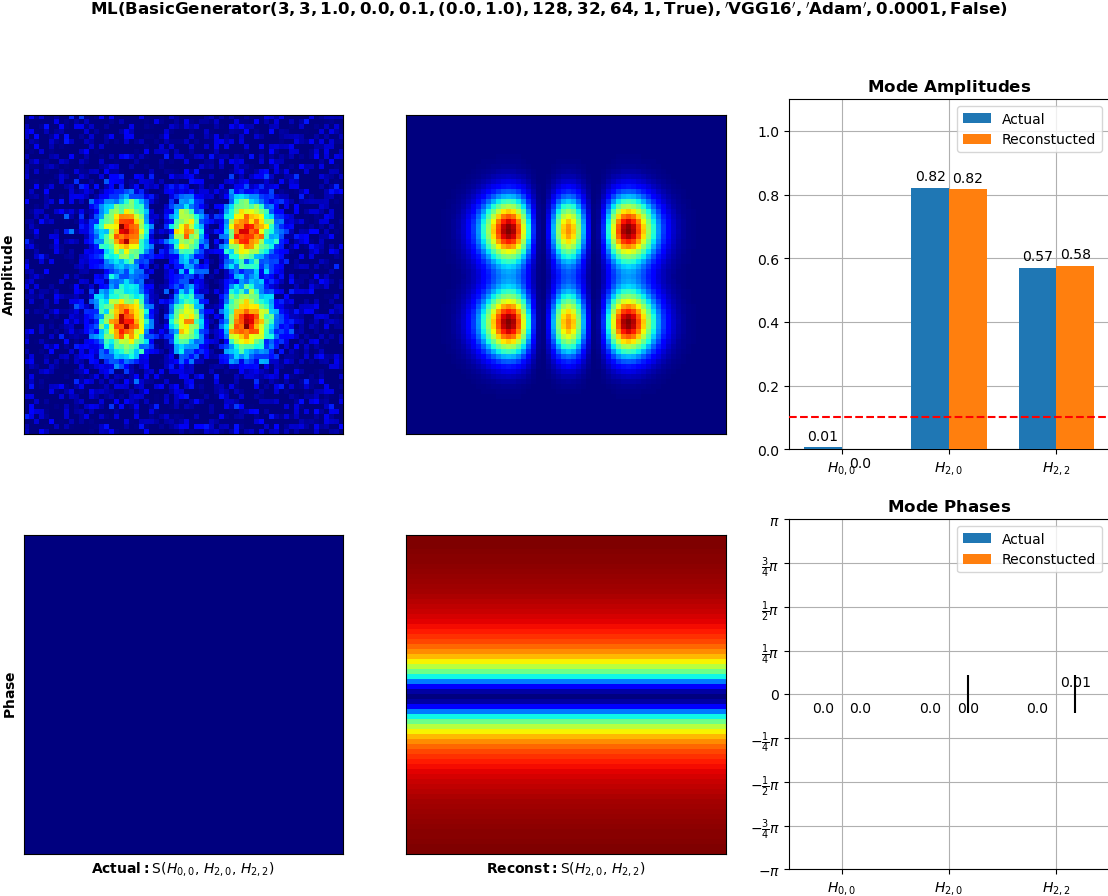 ML(BasicGenerator(3, 3, 1.0, 0.0, 0.1, (0.0, 1.0), 128, 32, 64, 1, True), ′VGG16′, ′Adam′, 0.0001, False)
Amplitude
Mode Amplitudes
Actual
Reconstucted
1.0
0.8
0.6
0.4
0.2
0.0
0.01
0.0
0.82
0.82
0.57
0.58
H0,0
H2,0
H2,2
Phase
Actual: S(H0,0, H2,0, H2,2)
Reconst: S(H2,0, H2,2)
Mode Phases
Actual
Reconstucted
π
3/4π
1/2π
1/4π
0
−1/4π
−1/2π
−3/4π
−π
0.0
0.0
0.0
0.0
0.0
0.01
H0,0
H2,0
H2,2